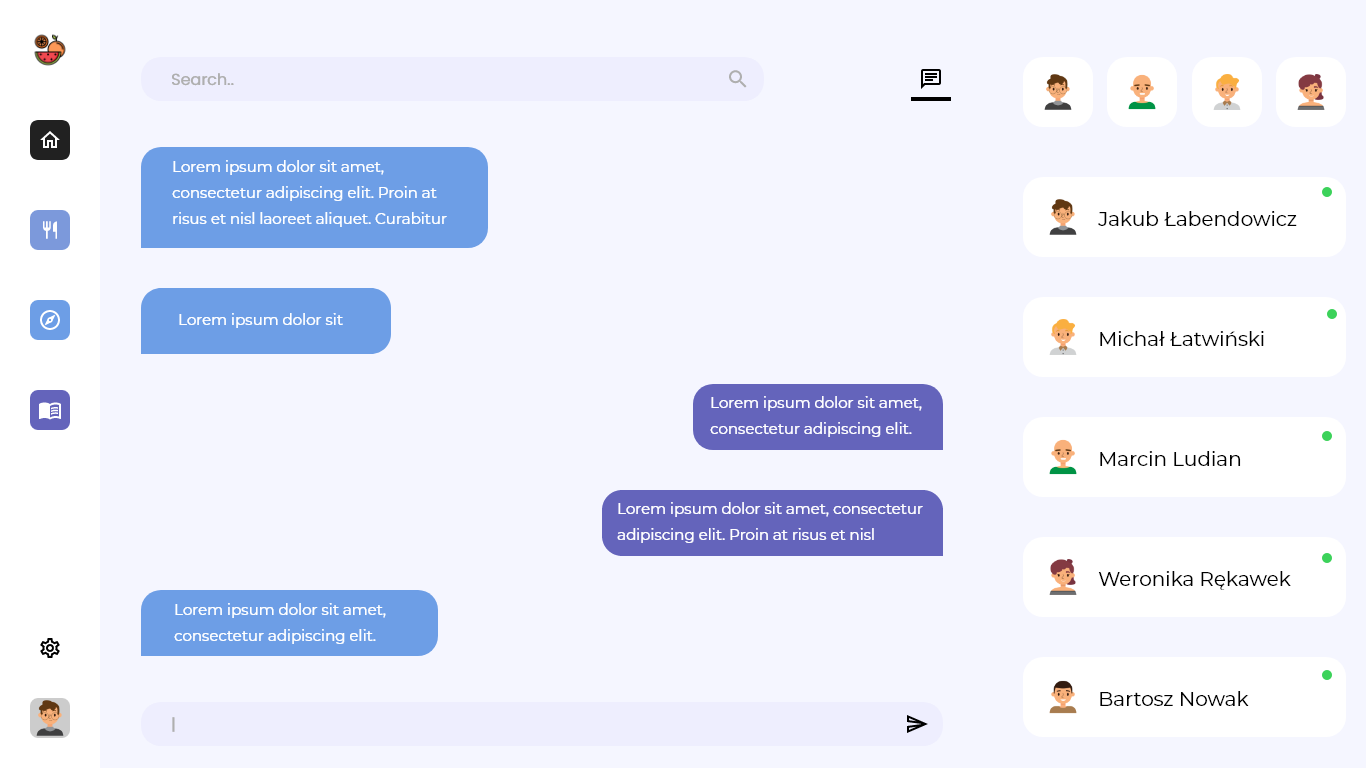 Search..
Lorem ipsum dolor sit amet,
consectetur adipiscing elit. Proin at
risus et nisl laoreet aliquet. Curabitur
Lorem ipsum dolor sit
Lorem ipsum dolor sit amet,
consectetur adipiscing elit.
Lorem ipsum dolor sit amet, consectetur
adipiscing elit. Proin at risus et nisl
Lorem ipsum dolor sit amet,
consectetur adipiscing elit.
Jakub Łabendowicz
Michał Łatwiński
Marcin Ludian
Weronika Rękawek
Bartosz Nowak